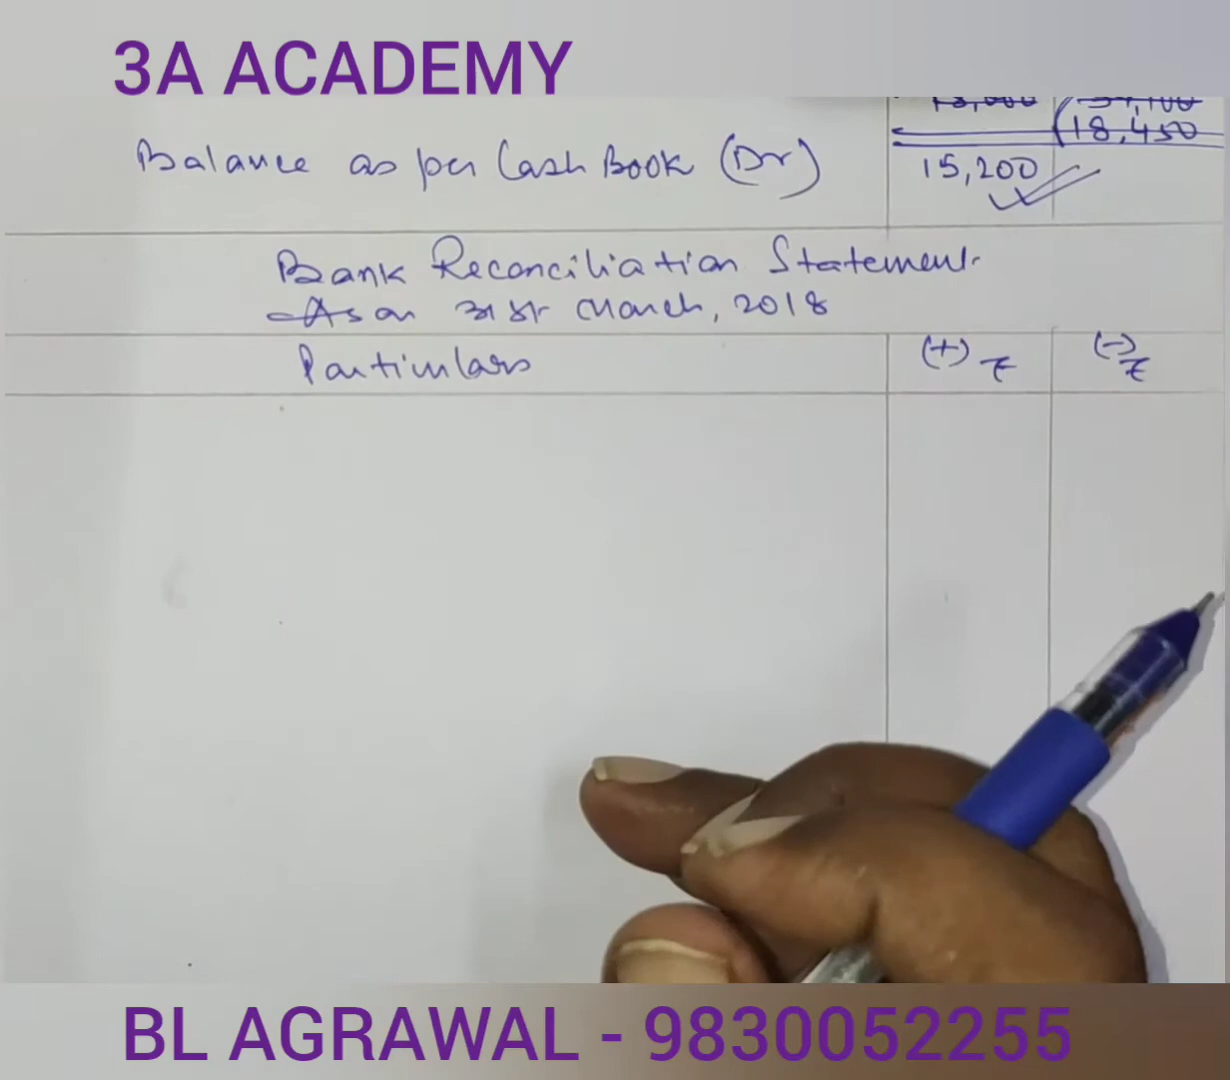 3A ACADEMY
(18,450
Balance as per Cash Book (Dr) 15,200
Bank Reconciliation Statement.
As on 31st March, 2018
Particulars (+) ₹ (-) ₹
BL AGRAWAL - 9830052255